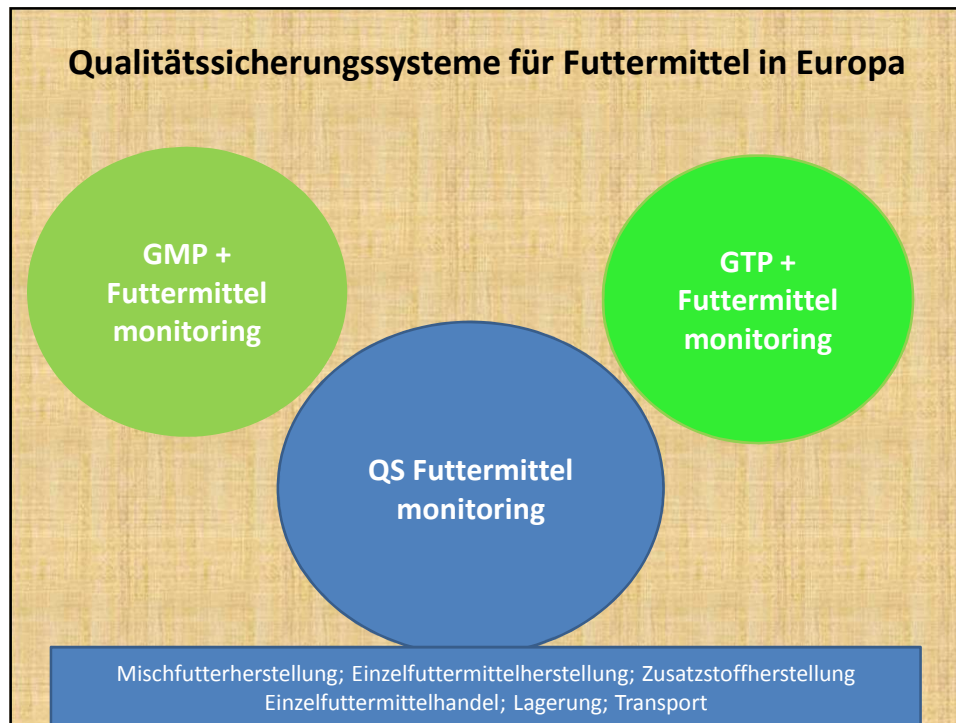 Qualitätssicherungssysteme für Futtermittel in Europa
GMP +
Futtermittel
monitoring
GTP +
Futtermittel
monitoring
QS Futtermittel
monitoring
Mischfutterherstellung; Einzelfuttermittelherstellung; Zusatzstoffherstellung
Einzelfuttermittelhandel; Lagerung; Transport